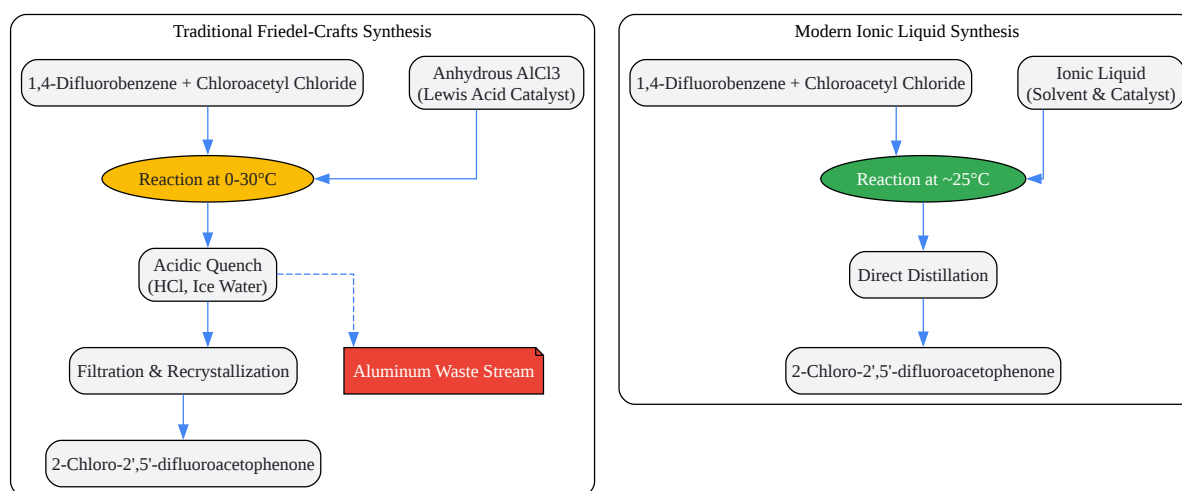 Traditional Friedel-Crafts Synthesis
1,4-Difluorobenzene + Chloroacetyl Chloride
Anhydrous AlCl3
(Lewis Acid Catalyst)
Reaction at 0-30°C
Acidic Quench
(HCl, Ice Water)
Filtration & Recrystallization
Aluminum Waste Stream
2-Chloro-2',5'-difluoroacetophenone
Modern Ionic Liquid Synthesis
1,4-Difluorobenzene + Chloroacetyl Chloride
Ionic Liquid
(Solvent & Catalyst)
Reaction at ~25°C
Direct Distillation
2-Chloro-2',5'-difluoroacetophenone